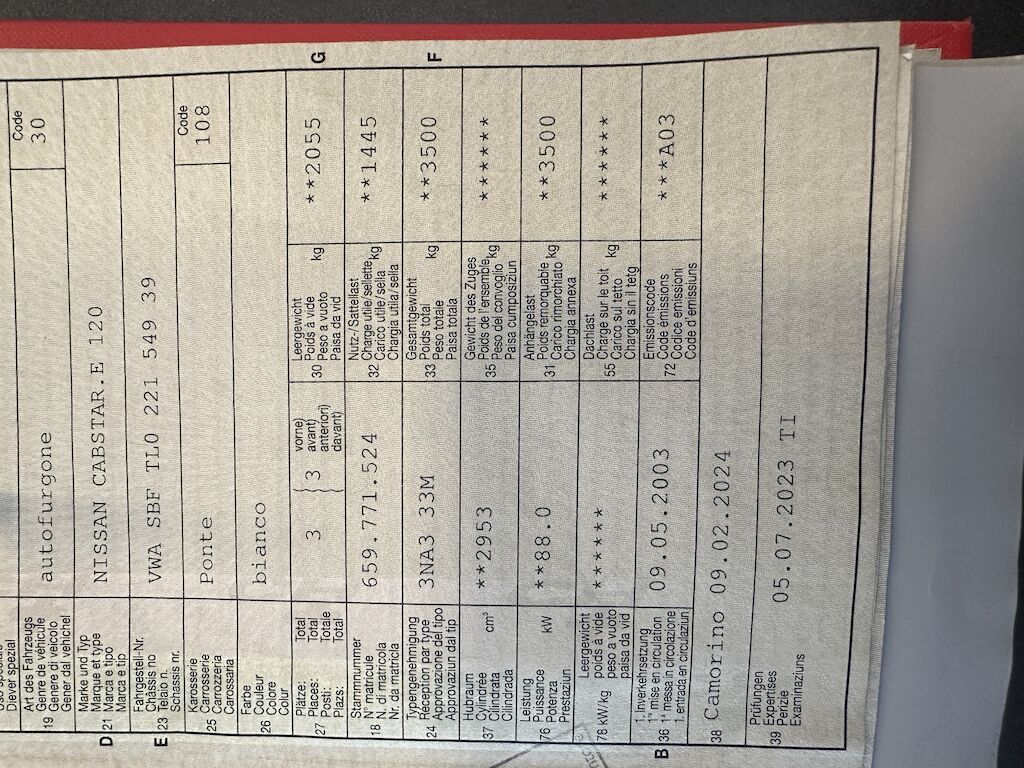 Diever spezial
19 Art des Fahrzeugs
Genre de véhicule
Genere di veicolo
Gener dal vehichel
autofurgone
Code
30
D 21 Marke und Typ
Marque et type
Marca e tipo
Marca e tip
NISSAN CABSTAR.E 120
E 23 Fahrgestell-Nr.
Châssis no
Telaio n.
Schassis nr.
VWA SBF TL0 221 549 39
25 Karosserie
Carrosserie
Carrozzeria
Carossaria
Ponte
Code
108
26 Farbe
Couleur
Colore
Colur
bianco
27 Plätze: Total
Places: Total
Posti: Totale
Plazs: Total
3
3
vorne)
avant)
anteriori)
davant)
30 Leergewicht
Poids à vide
Peso a vuoto
Paisa da vid
kg
**2055
G
18 Stammnummer
N° matricule
N. di matricola
Nr. da matricla
659.771.524
32 Nutz-/Sattellast
Charge utile/sellette
Carico utile/sella
Chargia utila/sella
kg
**1445
24 Typengenehmigung
Réception par type
Approvazione del tipo
Approvaziun dal tip
3NA3 33M
33 Gesamtgewicht
Poids total
Peso totale
Paisa totala
kg
**3500
F
37 Hubraum
Cylindrée
Cilindrata
Cilindrada
cm³
**2953
35 Gewicht des Zuges
Poids de l'ensemble
Peso del convoglio
Paisa cumposiziun
kg
******
76 Leistung
Puissance
Potenza
Prestaziun
kW
**88.0
31 Anhängelast
Poids remorquable
Carico rimorchiato
Chargia annexa
kg
**3500
78 kW/kg
Leergewicht
poids à vide
peso a vuoto
paisa da vid
******
55 Dachlast
Charge sur le toit
Carico sul tetto
Chargia sin il tetg
kg
******
B 36 1. Inverkehrsetzung
1re mise en circulation
1a messa in circolazione
1. entrada en circulaziun
09.05.2003
72 Emissionscode
Code émissions
Codice emissioni
Code d'emissiuns
***A03
38 Camorino 09.02.2024
39 Prüfungen
Expertises
Perizie
Examinaziuns
05.07.2023 TI